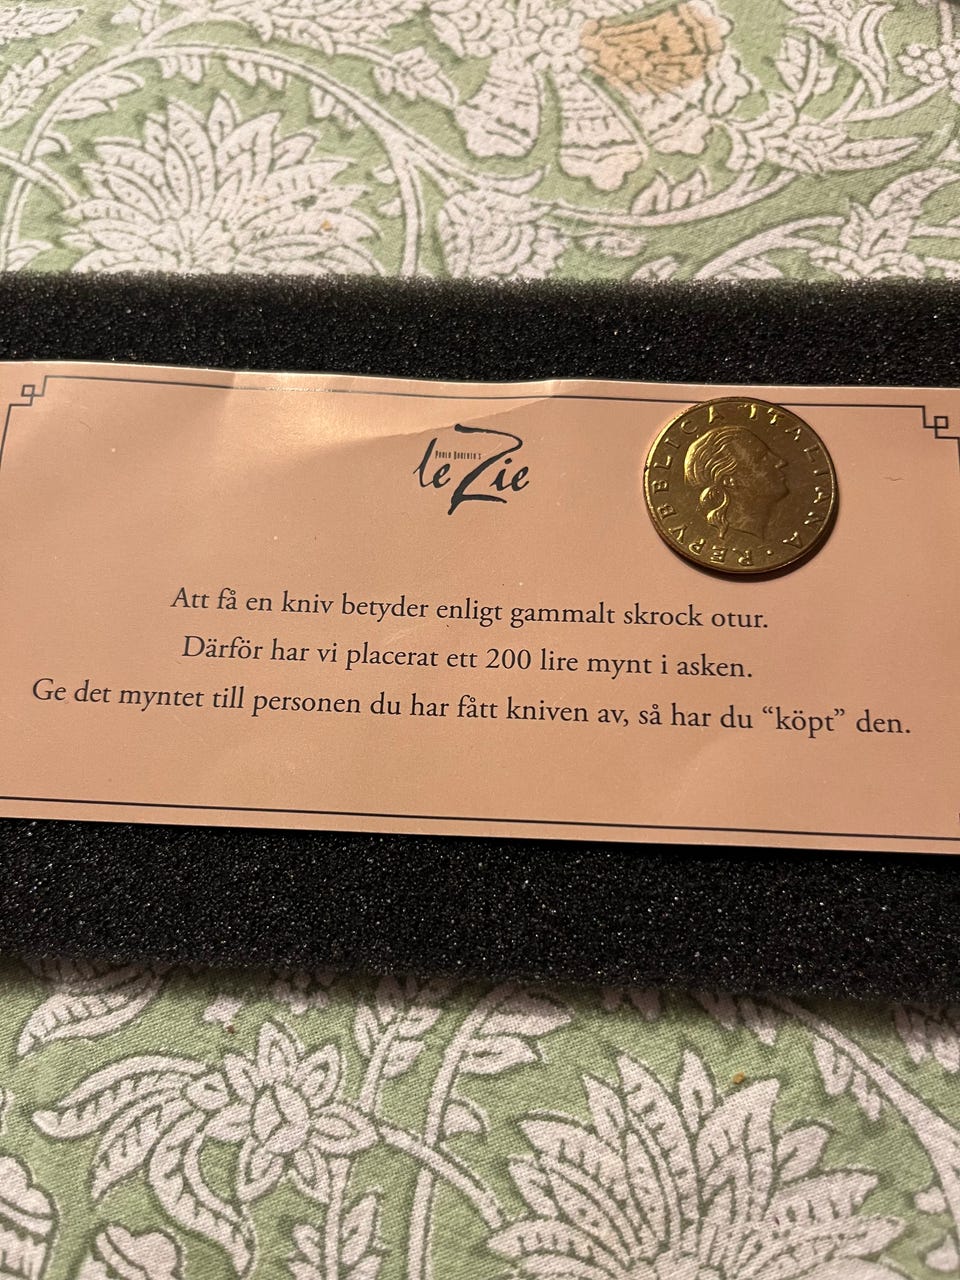 PAOLO ROBERTO'S
le Zie
REPVBBLICA ITALIANA
Att få en kniv betyder enligt gammalt skrock otur.
Därför har vi placerat ett 200 lire mynt i asken.
Ge det myntet till personen du har fått kniven av, så har du “köpt” den.